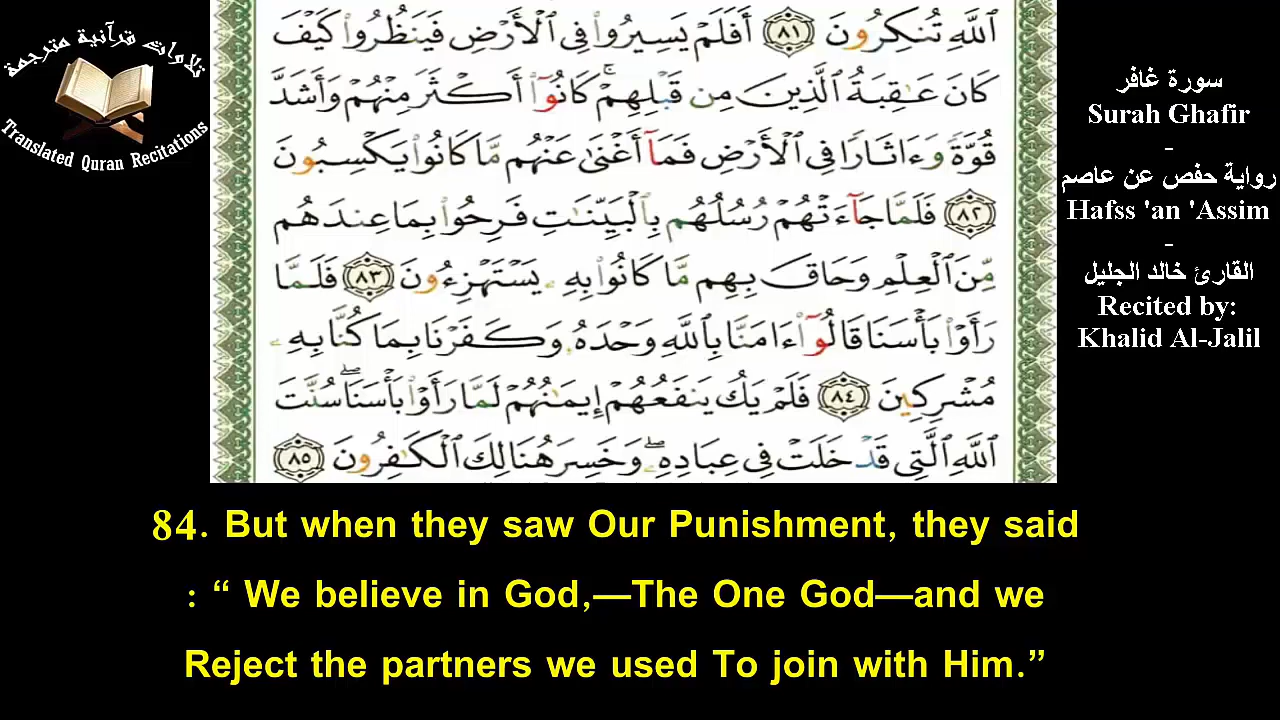 تلاوات قرآنية مترجمة
Translated Quran Recitations
ٱللَّهِ تُنكِرُونَ ٨١ أَفَلَمْ يَسِيرُوا۟ فِى ٱلْأَرْضِ فَيَنظُرُوا۟ كَيْفَ
كَانَ عَـٰقِبَةُ ٱلَّذِينَ مِن قَبْلِهِمْ ۚ كَانُوٓا۟ أَكْثَرَ مِنْهُمْ وَأَشَدَّ
قُوَّةً وَءَاثَارًا فِى ٱلْأَرْضِ فَمَآ أَغْنَىٰ عَنْهُم مَّا كَانُوا۟ يَكْسِبُونَ
٨٢ فَلَمَّا جَآءَتْهُمْ رُسُلُهُم بِٱلْبَيِّنَـٰتِ فَرِحُوا۟ بِمَا عِندَهُم
مِّنَ ٱلْعِلْمِ وَحَاقَ بِهِم مَّا كَانُوا۟ بِهِۦ يَسْتَهْزِءُونَ ٨٣ فَلَمَّا
رَأَوْا۟ بَأْسَنَا قَالُوٓا۟ ءَامَنَّا بِٱللَّهِ وَحْدَهُۥ وَكَفَرْنَا بِمَا كُنَّا بِهِۦ
مُشْرِكِينَ ٨٤ فَلَمْ يَكُ يَنفَعُهُمْ إِيمَـٰنُهُمْ لَمَّا رَأَوْا۟ بَأْسَنَا ۖ سُنَّتَ
ٱللَّهِ ٱلَّتِى قَدْ خَلَتْ فِى عِبَادِهِۦ ۖ وَخَسِرَ هُنَالِكَ ٱلْكَـٰفِرُونَ ٨٥
سورة غافر
Surah Ghafir
-
رواية حفص عن عاصم
Hafss 'an 'Assim
-
القارئ خالد الجليل
Recited by:
Khalid Al-Jalil
84. But when they saw Our Punishment, they said
: “ We believe in God,—The One God—and we
Reject the partners we used To join with Him.”